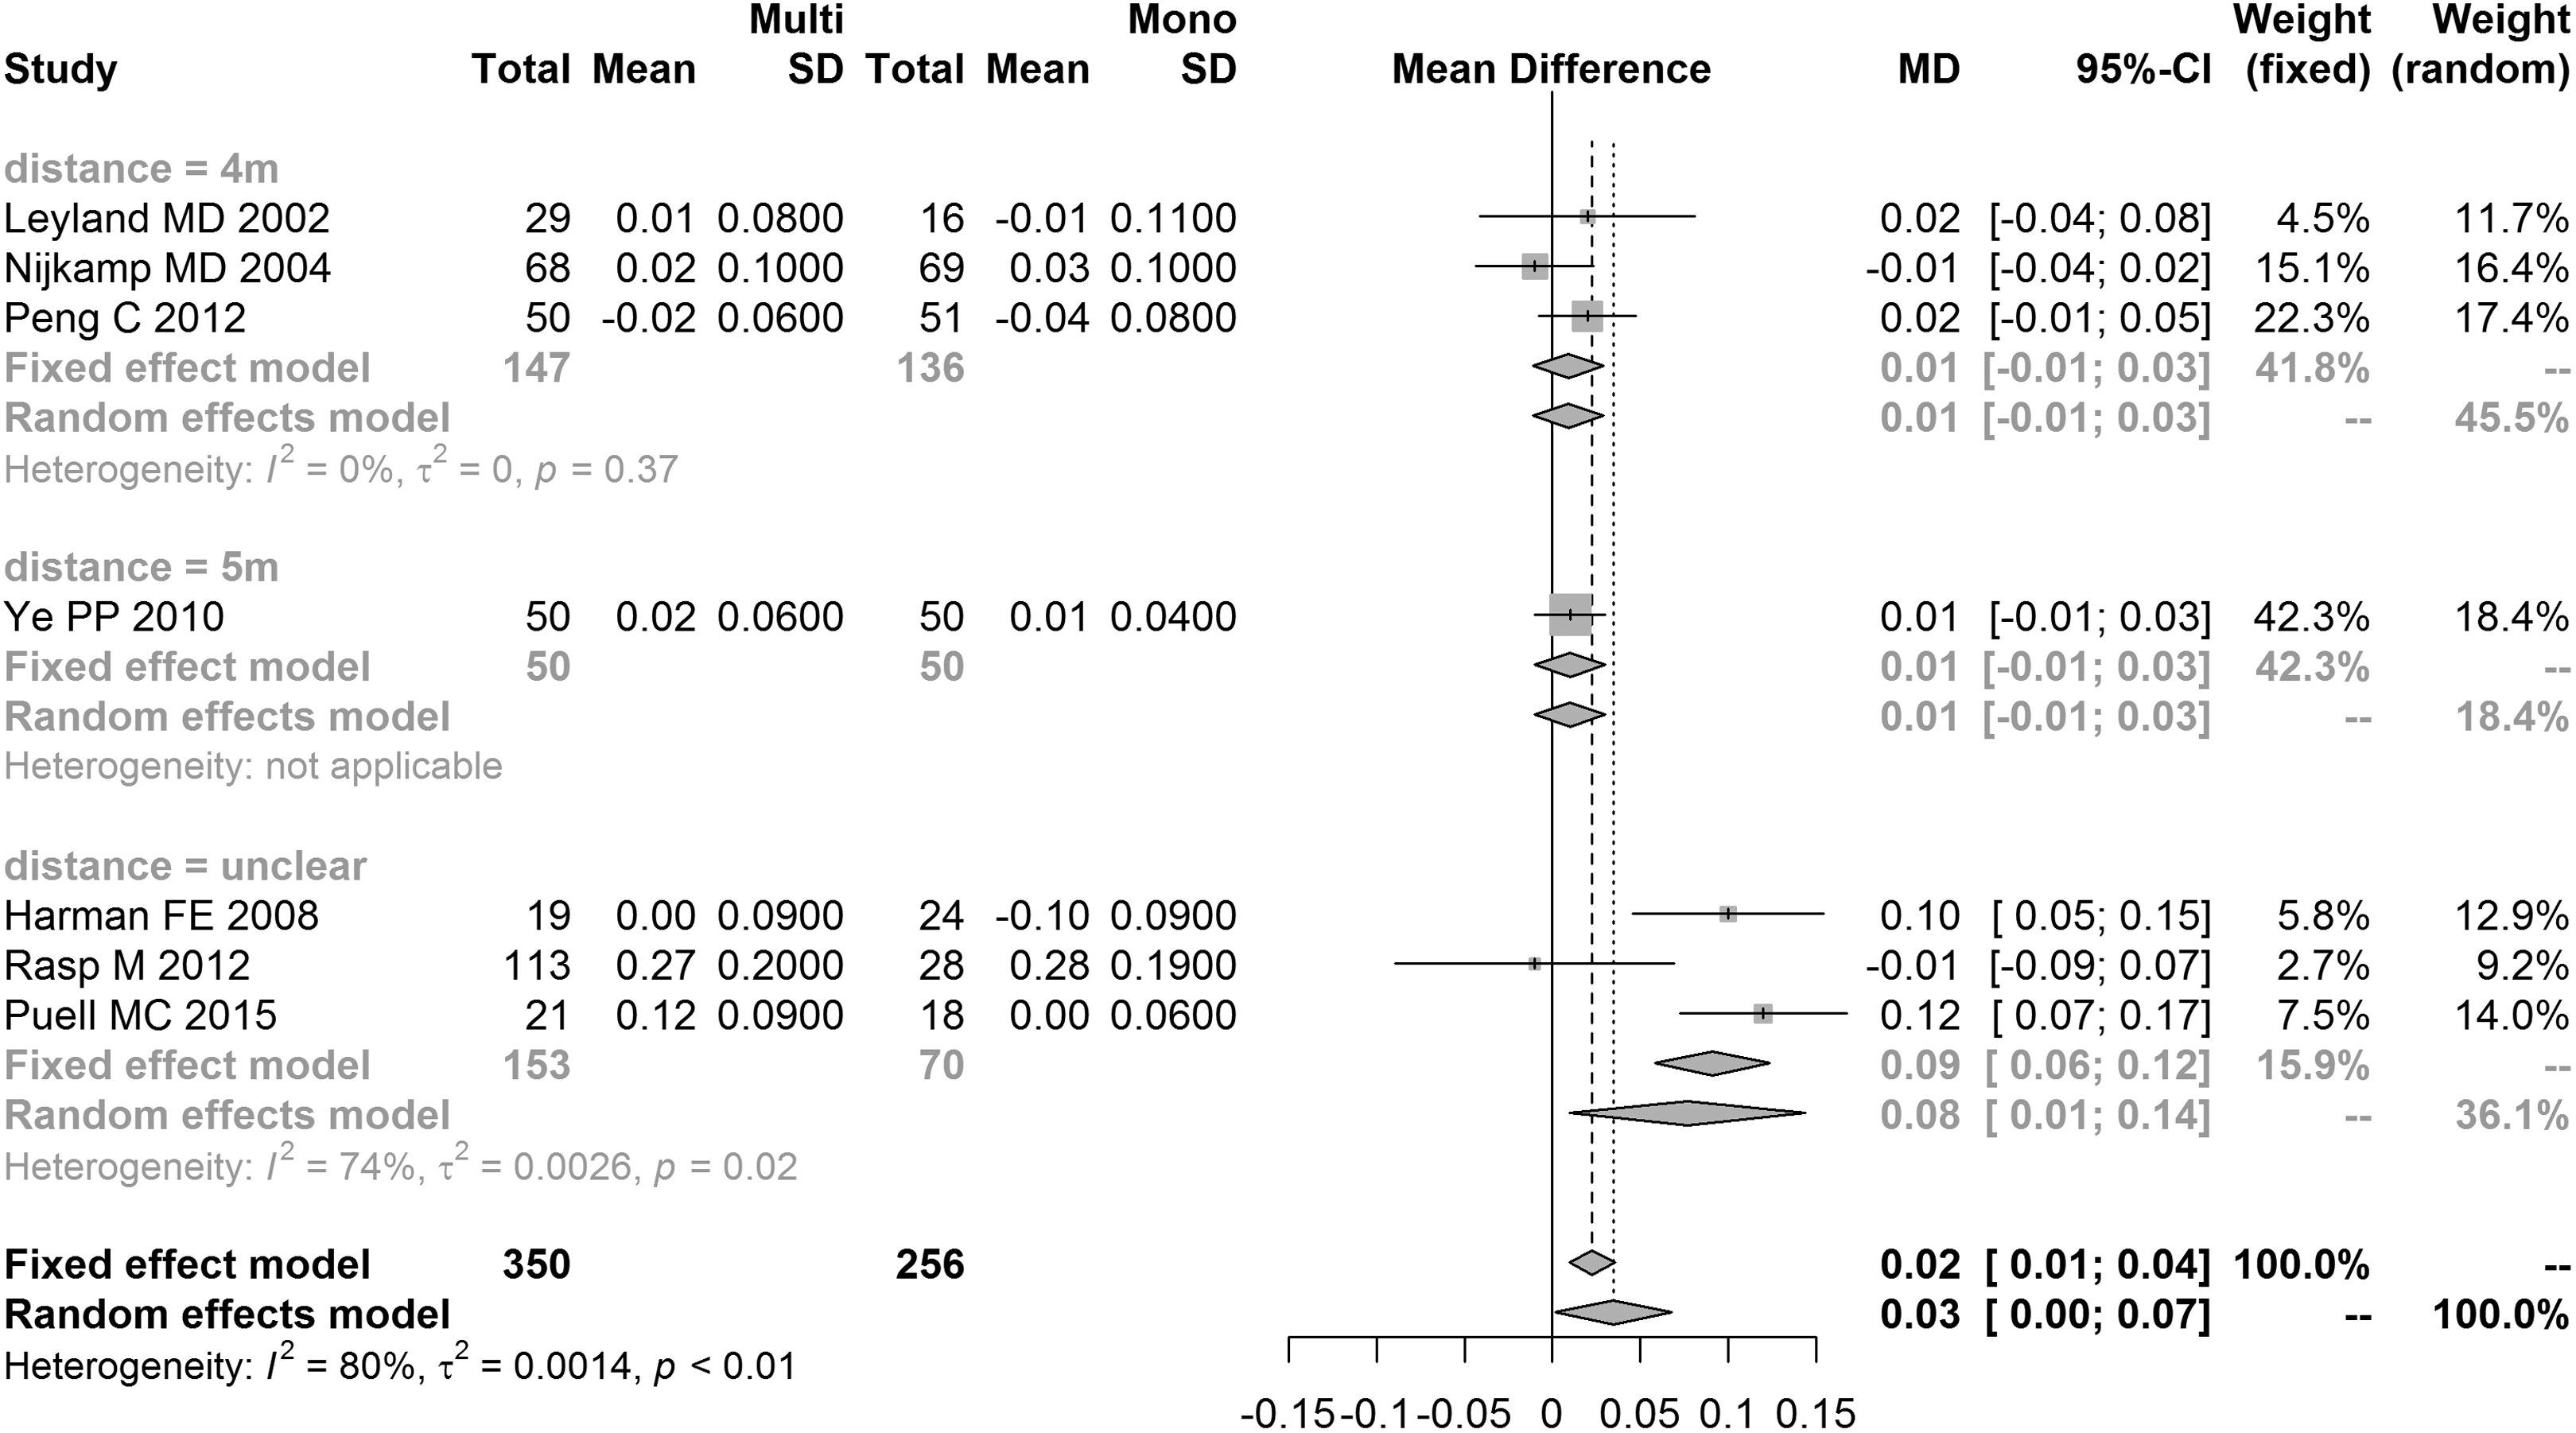 Multi Mono Weight Weight
Study Total Mean SD Total Mean SD Mean Difference MD 95%-CI (fixed) (random)
distance = 4m
Leyland MD 2002 29 0.01 0.0800 16 -0.01 0.1100 0.02 [-0.04; 0.08] 4.5% 11.7%
Nijkamp MD 2004 68 0.02 0.1000 69 0.03 0.1000 -0.01 [-0.04; 0.02] 15.1% 16.4%
Peng C 2012 50 -0.02 0.0600 51 -0.04 0.0800 0.02 [-0.01; 0.05] 22.3% 17.4%
Fixed effect model 147 136 0.01 [-0.01; 0.03] 41.8% --
Random effects model 0.01 [-0.01; 0.03] -- 45.5%
Heterogeneity: I² = 0%, τ² = 0, p = 0.37
distance = 5m
Ye PP 2010 50 0.02 0.0600 50 0.01 0.0400 0.01 [-0.01; 0.03] 42.3% 18.4%
Fixed effect model 50 50 0.01 [-0.01; 0.03] 42.3% --
Random effects model 0.01 [-0.01; 0.03] -- 18.4%
Heterogeneity: not applicable
distance = unclear
Harman FE 2008 19 0.00 0.0900 24 -0.10 0.0900 0.10 [ 0.05; 0.15] 5.8% 12.9%
Rasp M 2012 113 0.27 0.2000 28 0.28 0.1900 -0.01 [-0.09; 0.07] 2.7% 9.2%
Puell MC 2015 21 0.12 0.0900 18 0.00 0.0600 0.12 [ 0.07; 0.17] 7.5% 14.0%
Fixed effect model 153 70 0.09 [ 0.06; 0.12] 15.9% --
Random effects model 0.08 [ 0.01; 0.14] -- 36.1%
Heterogeneity: I² = 74%, τ² = 0.0026, p = 0.02
Fixed effect model 350 256 0.02 [ 0.01; 0.04] 100.0% --
Random effects model 0.03 [ 0.00; 0.07] -- 100.0%
Heterogeneity: I² = 80%, τ² = 0.0014, p < 0.01
-0.15 -0.1 -0.05 0 0.05 0.1 0.15